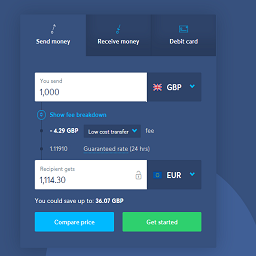 Send money
Receive money
Debit card
You send
1,000
GBP
Show fee breakdown
- 4.29 GBP Low cost transfer fee
1.11910 Guaranteed rate (24 hrs)
Recipient gets
1,114.30
EUR
You could save up to: 36.07 GBP
Compare price
Get started